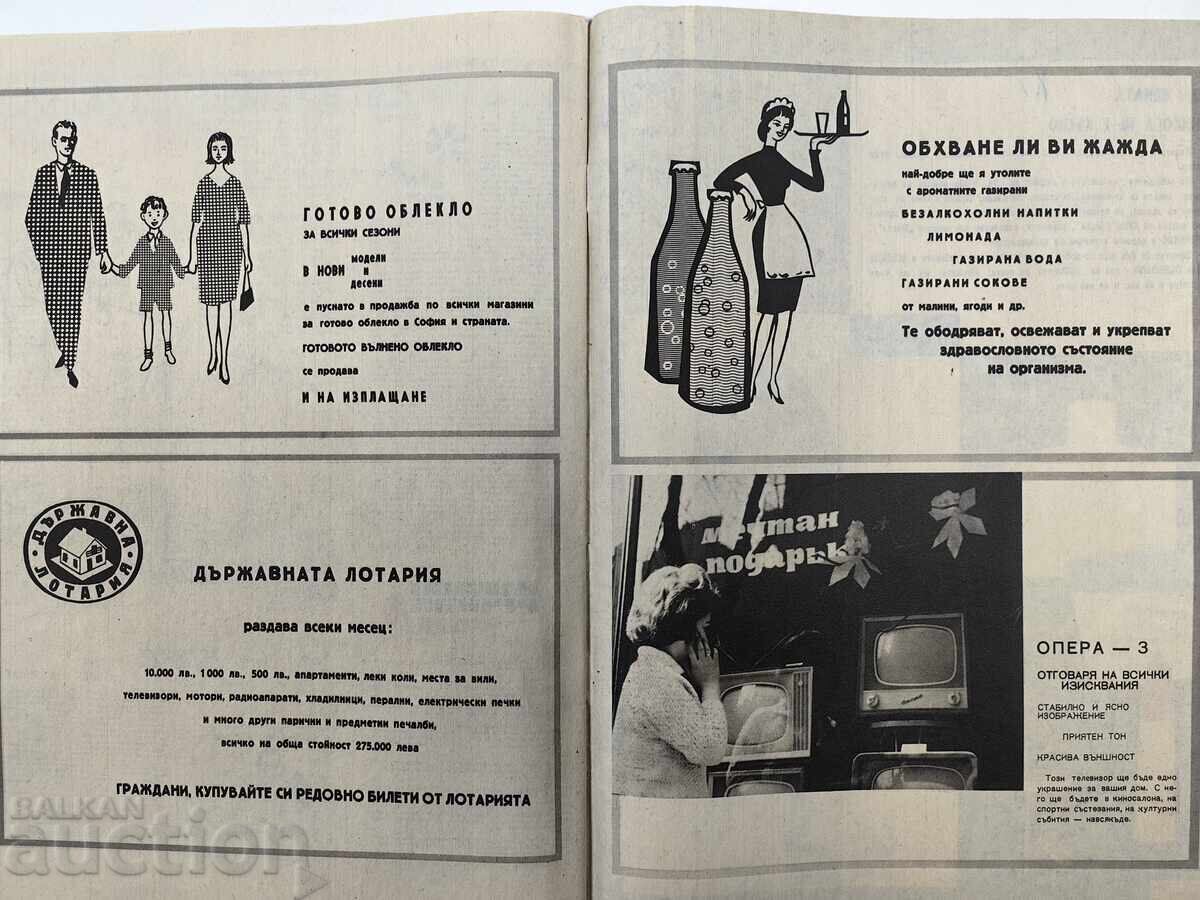 ГОТОВО ОБЛЕКЛО
ЗА ВСИЧКИ СЕЗОНИ
В НОВИ модели и десени
е пуснато в продажба по всички магазини
за готово облекло в София и страната.
ГОТОВОТО ВЪЛНЕНО ОБЛЕКЛО
се продава
И НА ИЗПЛАЩАНЕ
ДЪРЖАВНА ЛОТАРИЯ
ДЪРЖАВНАТА ЛОТАРИЯ
раздава всеки месец:
10.000 лв., 1000 лв., 500 лв., апартаменти, леки коли, места за вили,
телевизори, мотори, радиоапарати, хладилници, перални, електрически печки
и много други парични и предметни печалби,
всичко на обща стойност 275.000 лева
ГРАЖДАНИ, КУПУВАЙТЕ СИ РЕДОВНО БИЛЕТИ ОТ ЛОТАРИЯТА
BALKAN
auction
ОБХВАНЕ ЛИ ВИ ЖАЖДА
най-добре ще я утолите
с ароматните газирани
БЕЗАЛКОХОЛНИ НАПИТКИ
ЛИМОНАДА
ГАЗИРАНА ВОДА
ГАЗИРАНИ СОКОВЕ
от малини, ягоди и др.
Те ободряват, освежават и укрепват
здравословното състояние
на организма.
мечтан
подарък
ОПЕРА — 3
ОТГОВАРЯ НА ВСИЧКИ
ИЗИСКВАНИЯ
СТАБИЛНО И ЯСНО
ИЗОБРАЖЕНИЕ
ПРИЯТЕН ТОН
КРАСИВА ВЪНШНОСТ
Този телевизор ще бъде едно
украшение за вашия дом. С не-
го ще бъдете в киносалона, на
спортни състезания, на културни
събития — навсякъде.